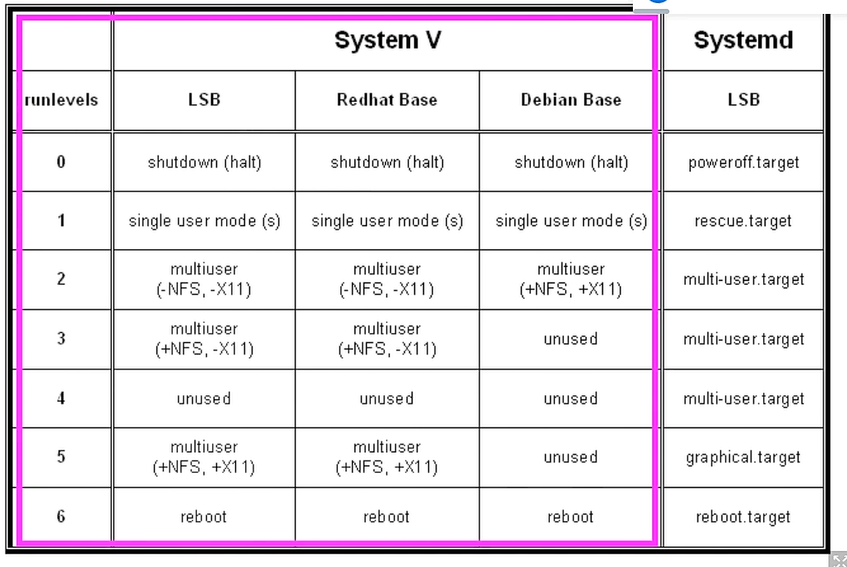 System V Systemd
runlevels LSB Redhat Base Debian Base LSB
0 shutdown (halt) shutdown (halt) shutdown (halt) poweroff.target
1 single user mode (s) single user mode (s) single user mode (s) rescue.target
2 multiuser (-NFS, -X11) multiuser (-NFS, -X11) multiuser (+NFS, +X11) multi-user.target
3 multiuser (+NFS, -X11) multiuser (+NFS, -X11) unused multi-user.target
4 unused unused unused multi-user.target
5 multiuser (+NFS, +X11) multiuser (+NFS, +X11) unused graphical.target
6 reboot reboot reboot reboot.target